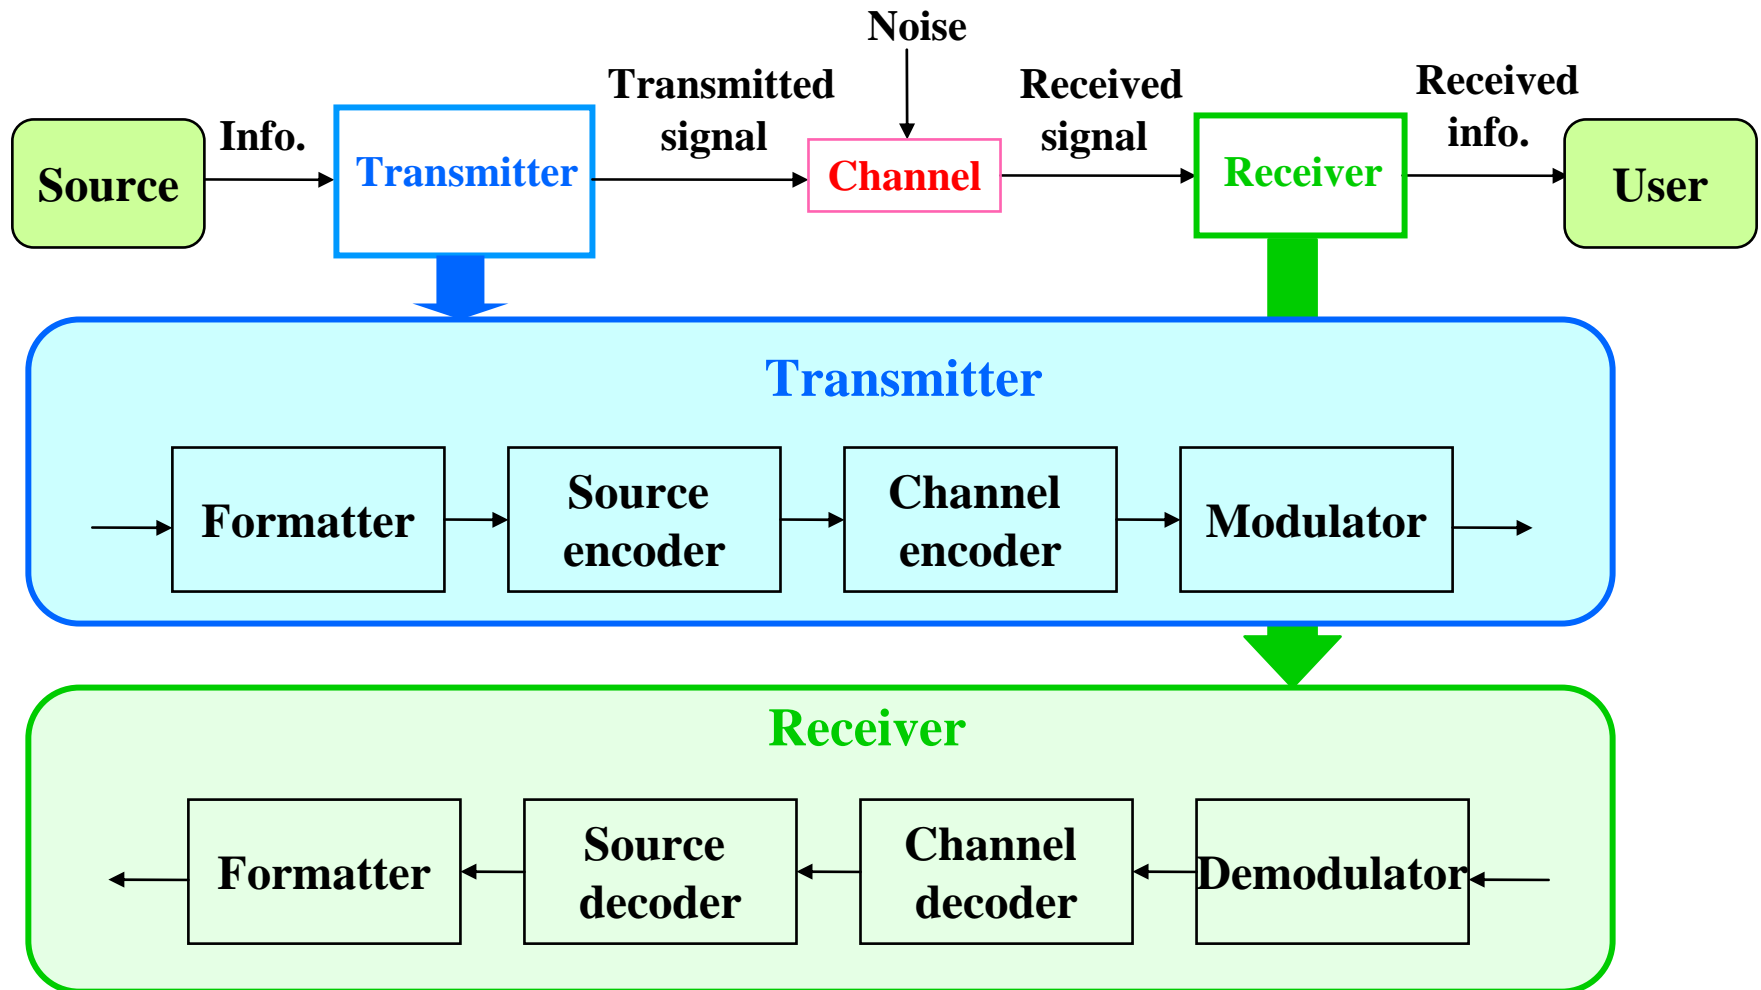 Noise
Transmitted
signal
Received
signal
Received
info.
Info.
Source
Transmitter
Channel
Receiver
User
Transmitter
Formatter
Source
encoder
Channel
encoder
Modulator
Receiver
Formatter
Source
decoder
Channel
decoder
Demodulator